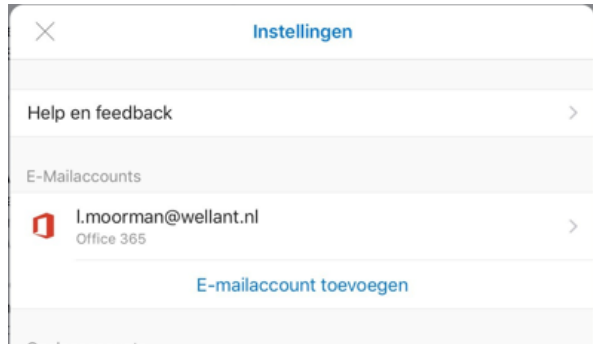 Instellingen
Help en feedback
E-Mailaccounts
l.moorman@wellant.nl
Office 365
E-mailaccount toevoegen